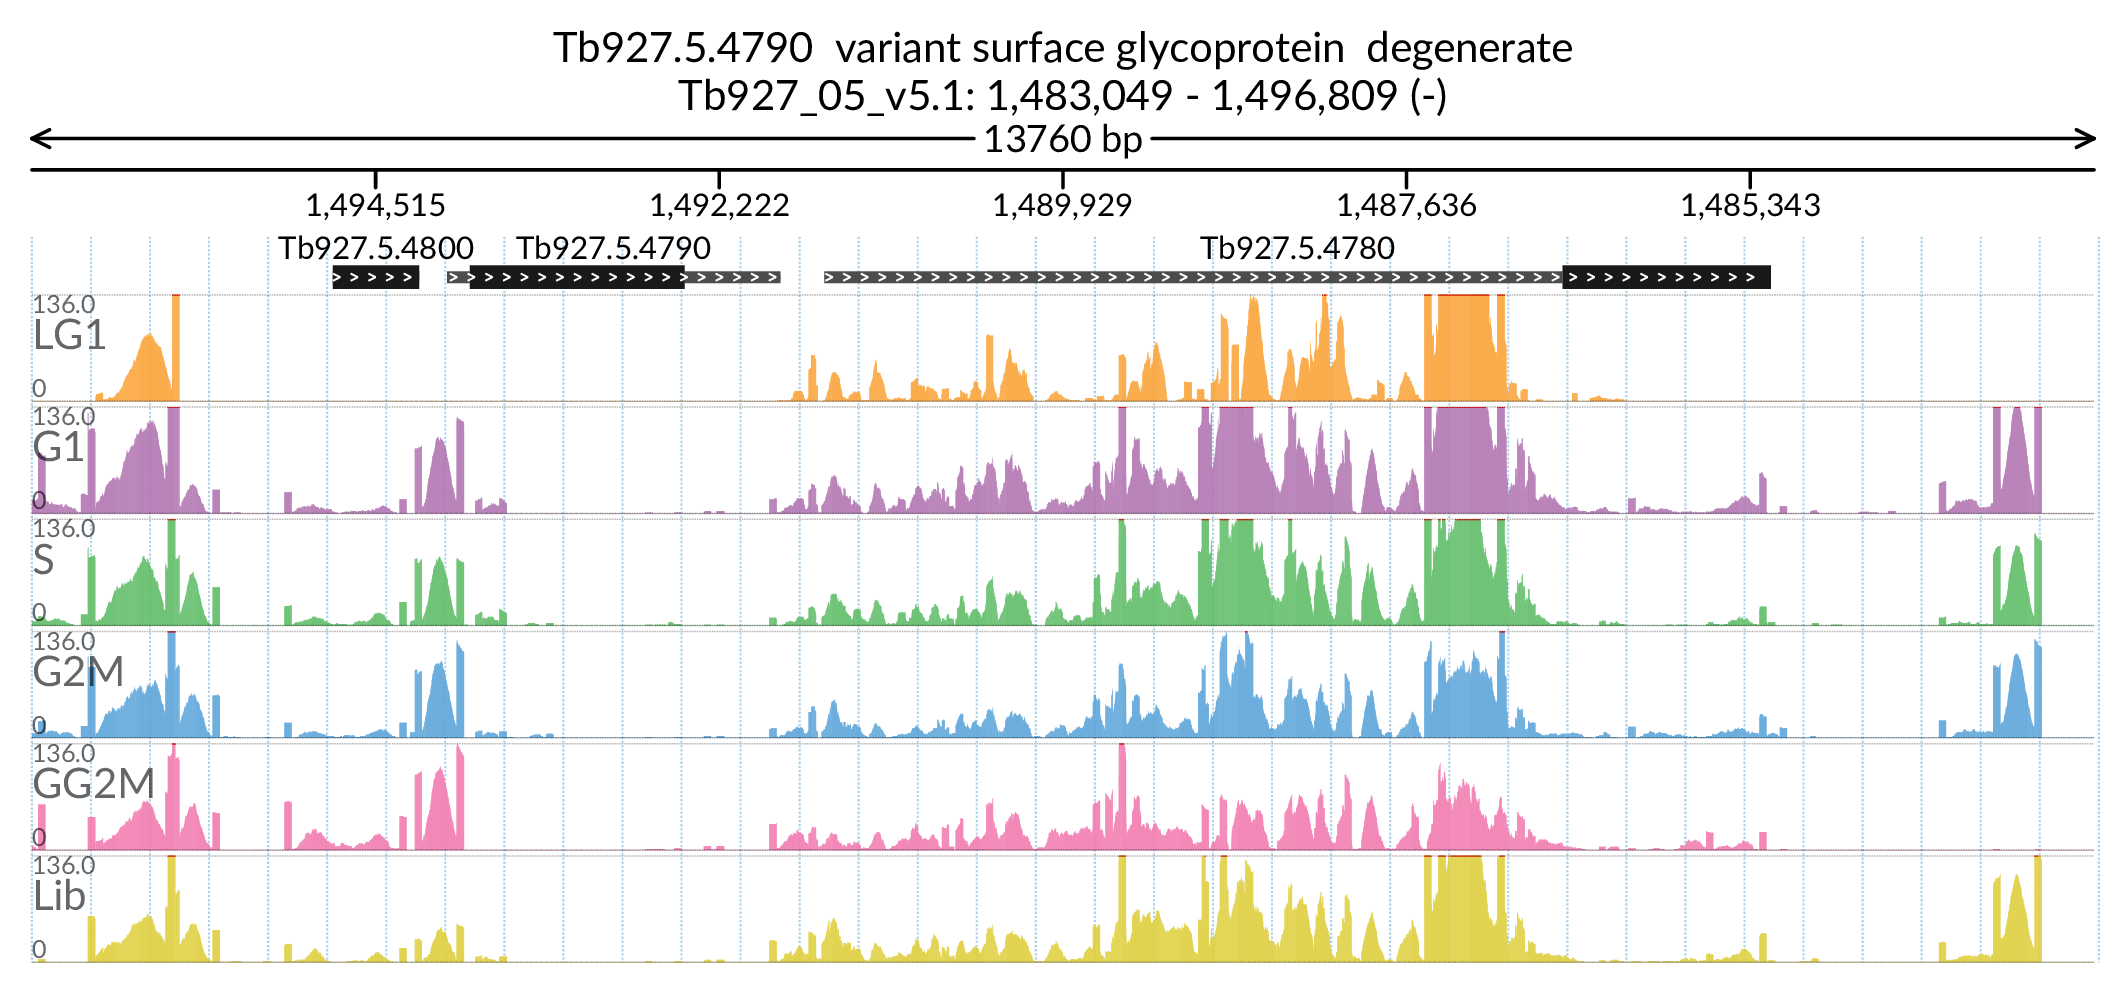 Tb927.5.4790 variant surface glycoprotein degenerate
Tb927_05_v5.1: 1,483,049 - 1,496,809 (-)
13760 bp
1,494,515 1,492,222 1,489,929 1,487,636 1,485,343
Tb927.5.4800 Tb927.5.4790 Tb927.5.4780
136.0
LG1
0
136.0
G1
0
136.0
S
0
136.0
G2M
0
136.0
GG2M
0
136.0
Lib
0